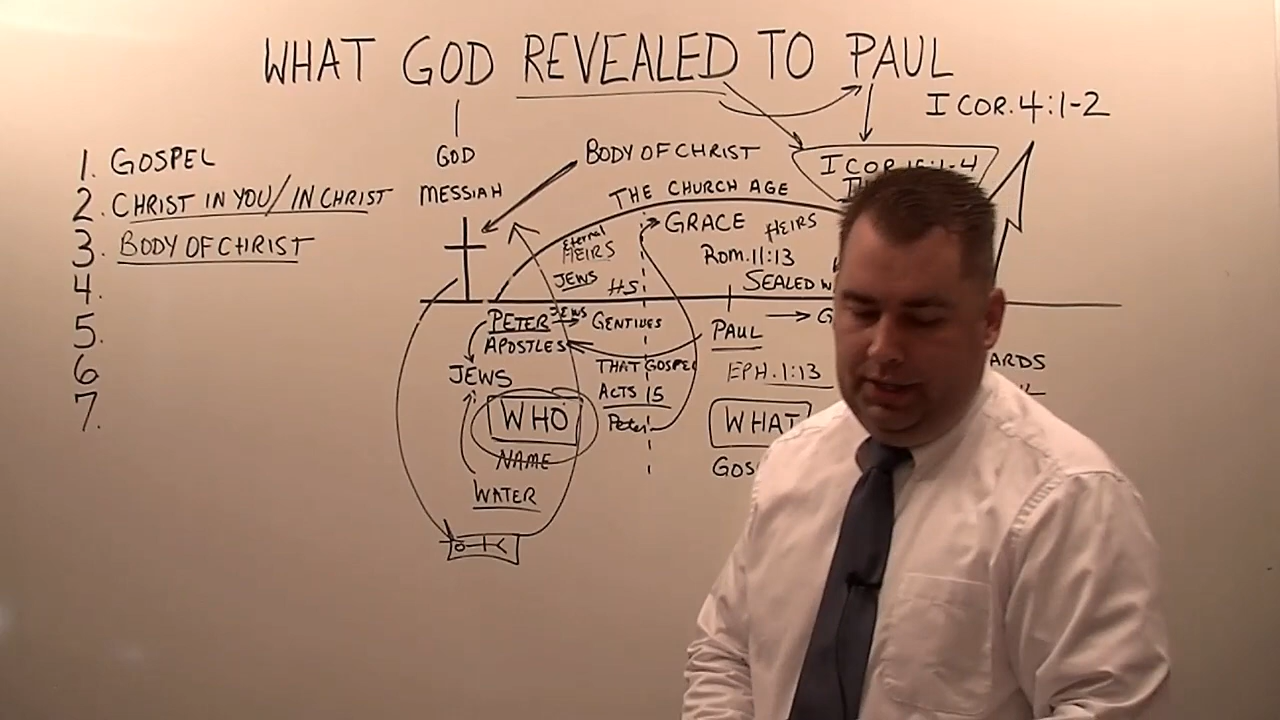 WHAT GOD REVEALED TO PAUL
I COR. 4:1-2
1. GOSPEL
2. CHRIST IN YOU/IN CHRIST
3. BODY OF CHRIST
4.
5.
6
7.
GOD
MESSIAH
BODY OF CHRIST
THE CHURCH AGE
I COR 15:1-4
Eternal
HEIRS
JEWS
H.S.
GRACE
HEIRS
Rom. 11:13
SEALED W
PETER
JEWS
GENTILES
APOSTLES
JEWS
WHO
NAME
WATER
THAT GOSPEL
ACTS 15
Peter
PAUL
G
EPH. 1:13
WHAT
GOS
ARDS